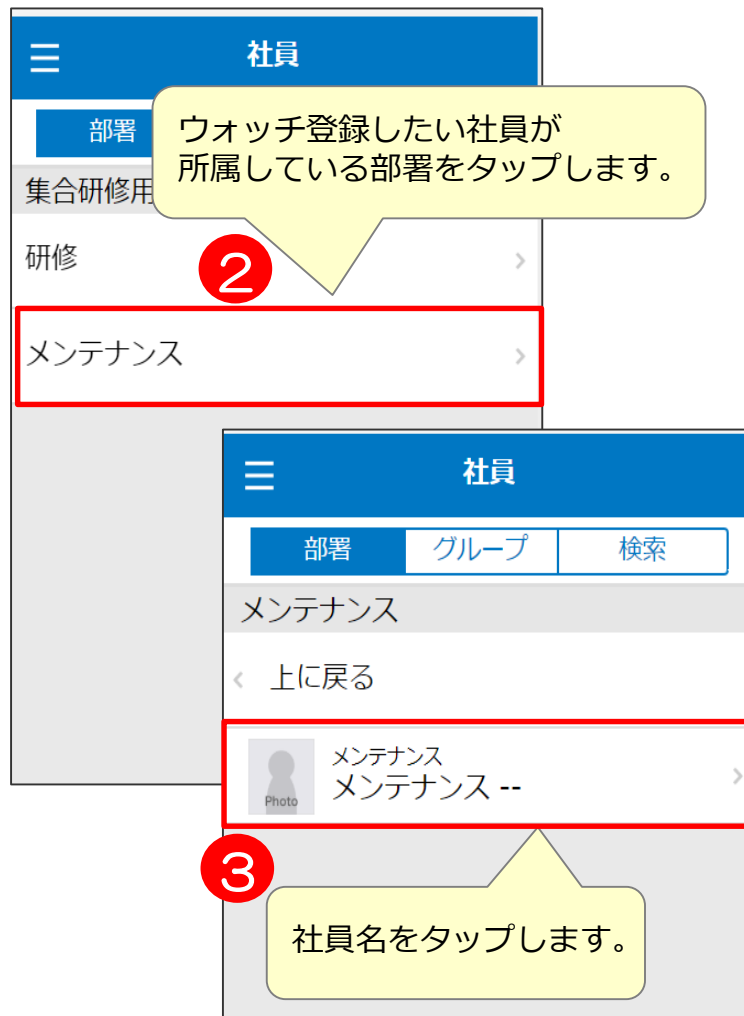 社員
部署
ウォッチ登録したい社員が
所属している部署をタップします。
集合研修用
研修
2
メンテナンス
社員
部署 グループ 検索
メンテナンス
上に戻る
メンテナンス
メンテナンス --
Photo
3
社員名をタップします。